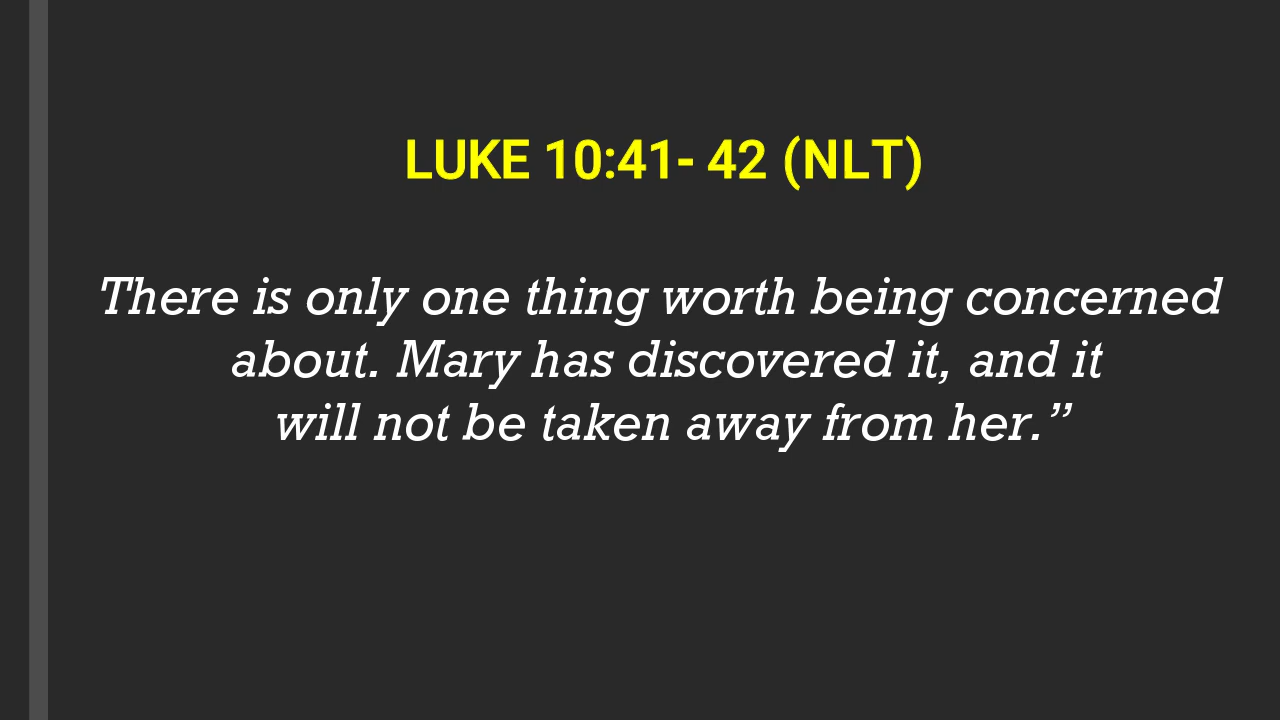 LUKE 10:41- 42 (NLT)
There is only one thing worth being concerned
about. Mary has discovered it, and it
will not be taken away from her.”